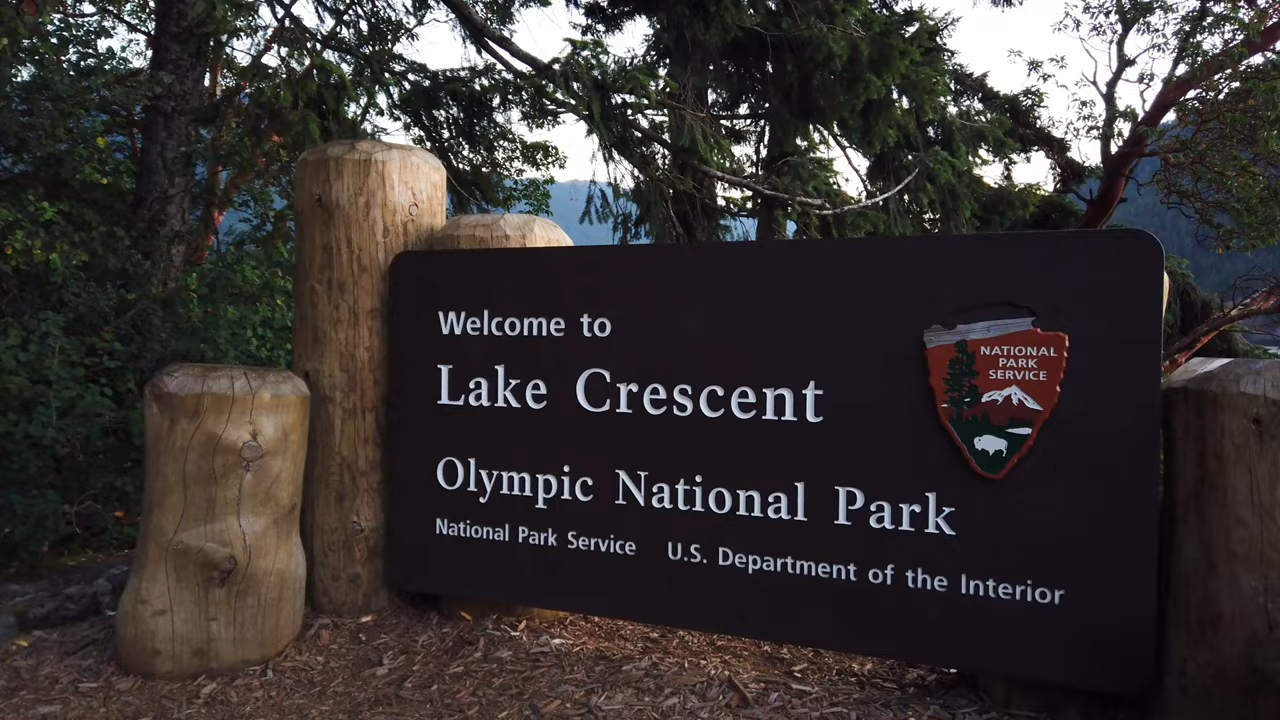 Welcome to
Lake Crescent
Olympic National Park
National Park Service U.S. Department of the Interior
NATIONAL
PARK
SERVICE